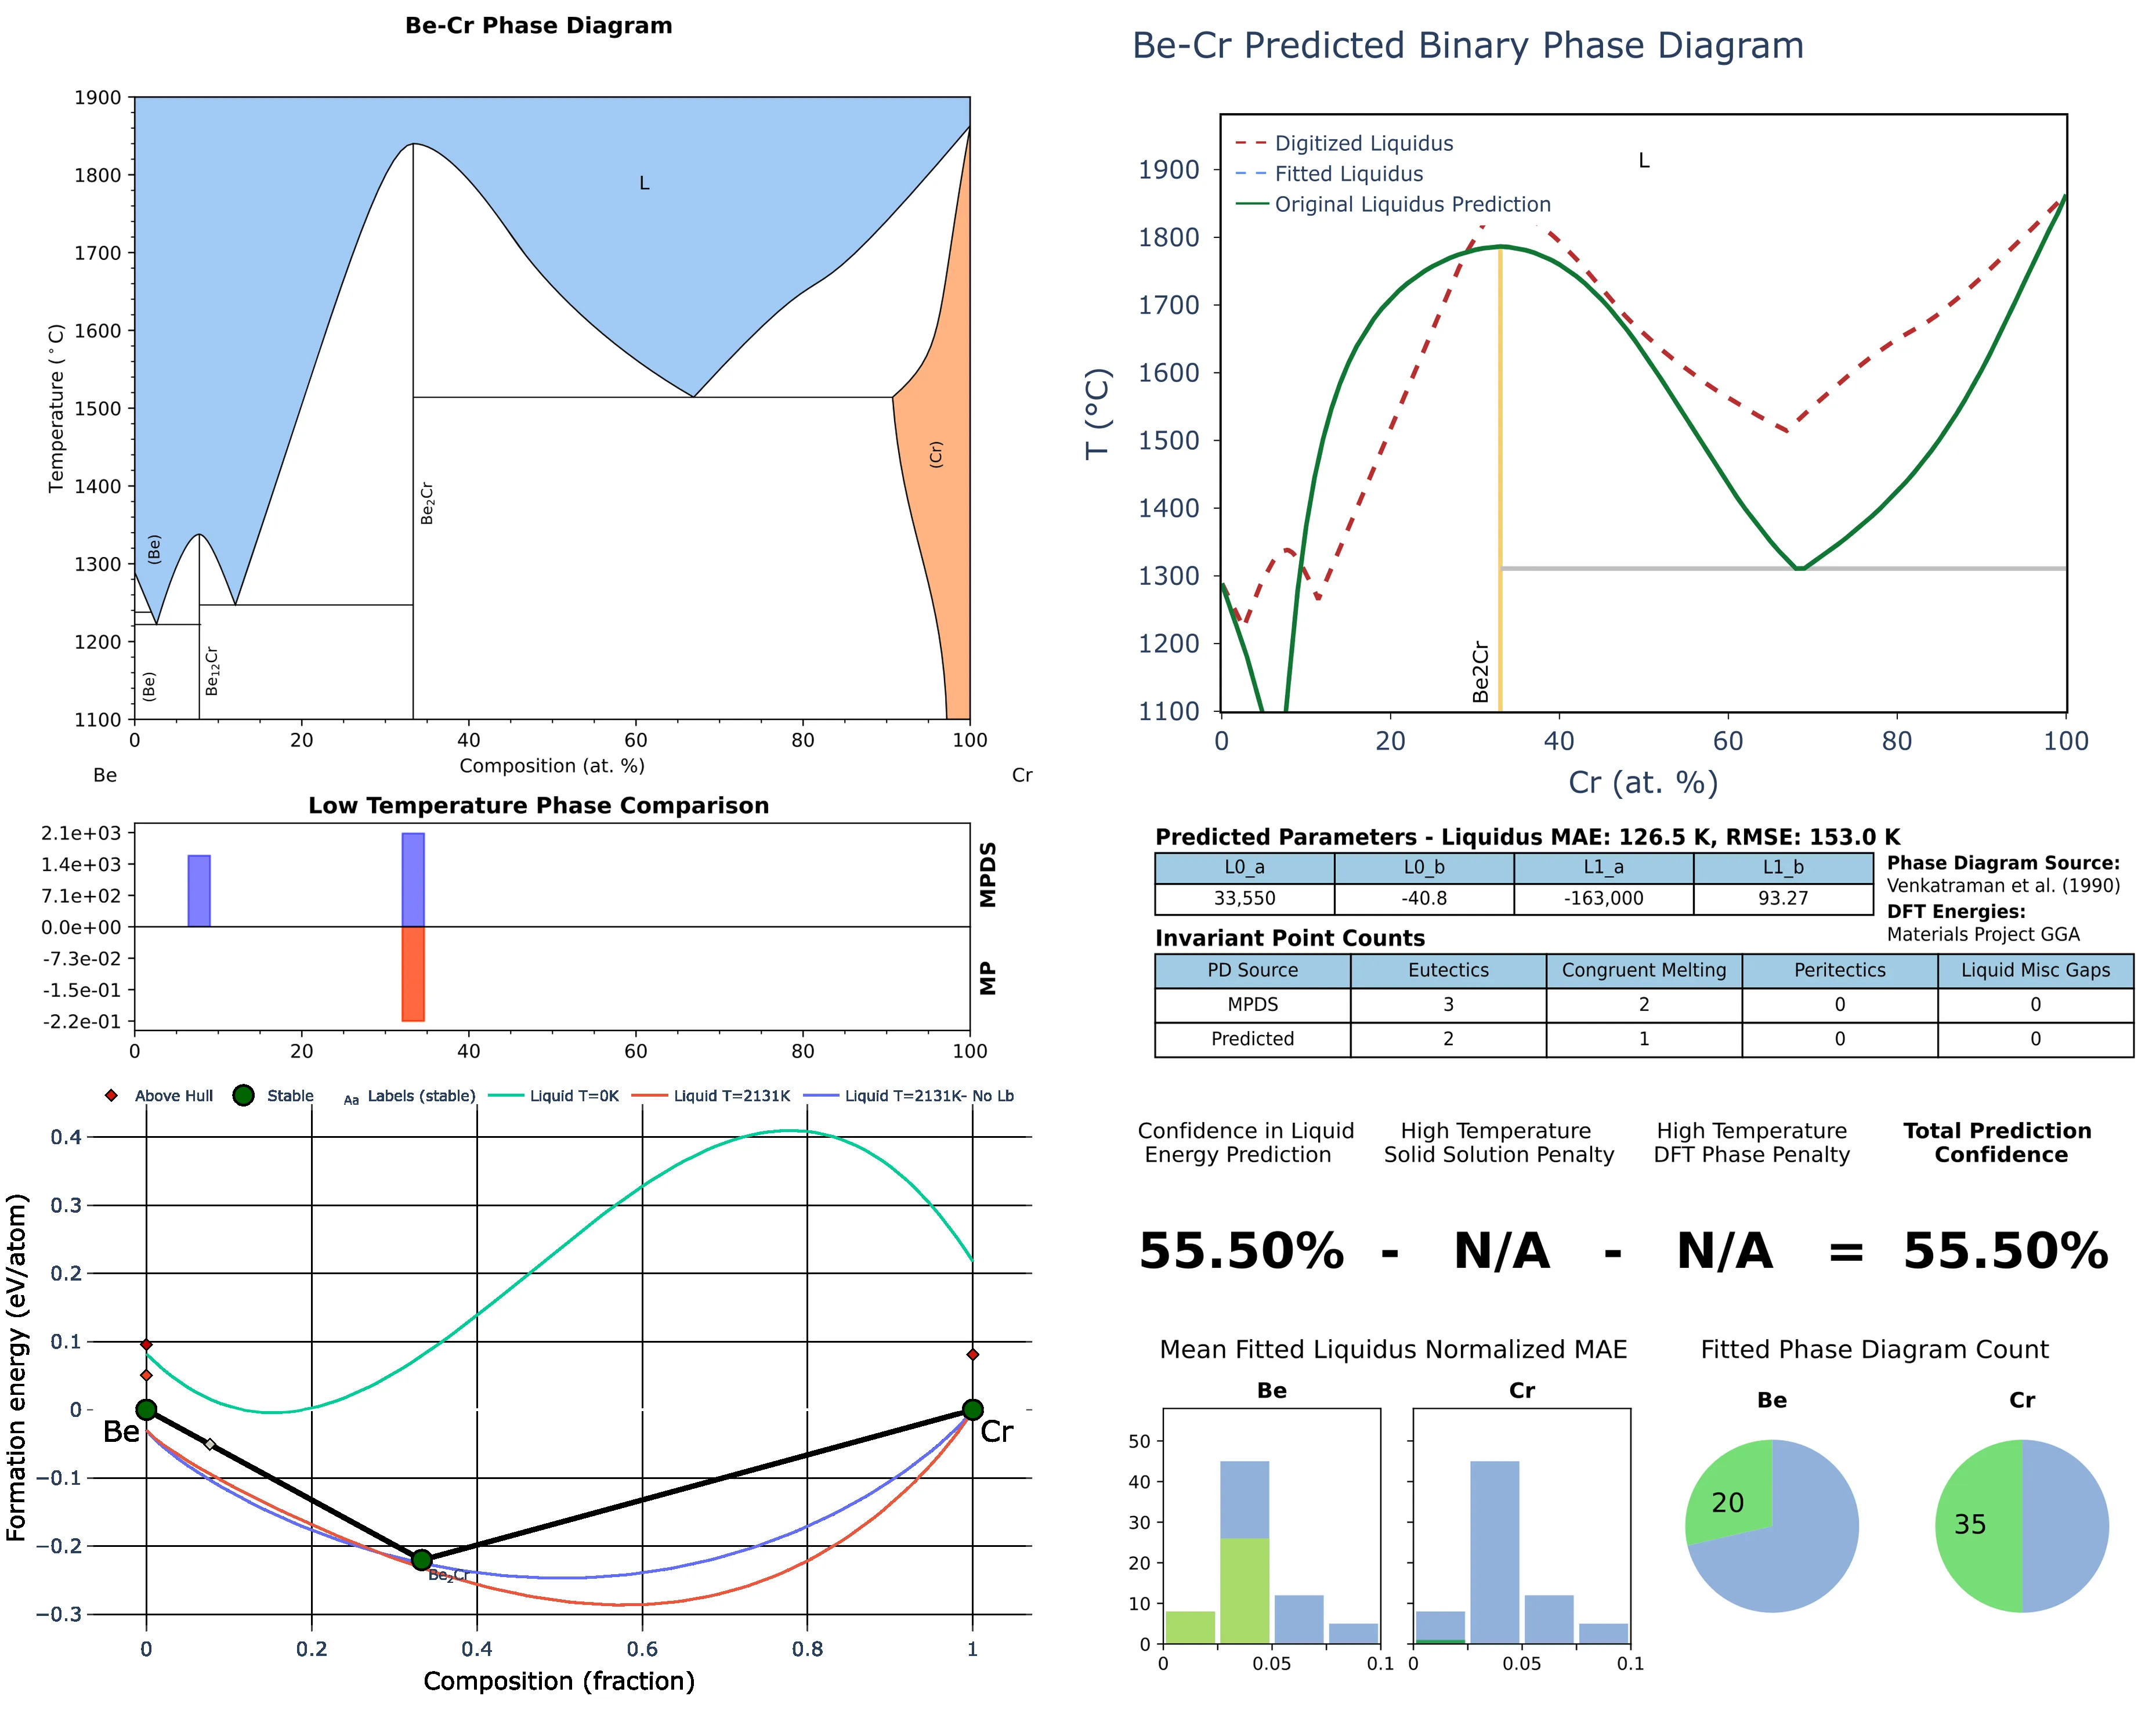 Be-Cr Phase Diagram
1900
1800
1700
1600
1500
1400
1300
1200
1100
Temperature (°C)
L
(Be)
(Be)
Be₁₂Cr
Be₂Cr
(Cr)
0 20 40 60 80 100
Composition (at. %)
Be Cr
Low Temperature Phase Comparison
2.1e+03
1.4e+03
7.1e+02
0.0e+00
-7.3e-02
-1.5e-01
-2.2e-01
MPDS
MP
0 20 40 60 80 100
Above Hull Stable Aa Labels (stable) Liquid T=0K Liquid T=2131K Liquid T=2131K- No Lb
0.4
0.3
0.2
0.1
0
−0.1
−0.2
−0.3
Formation energy (eV/atom)
Be
Cr
Be₂Cr
0 0.2 0.4 0.6 0.8 1
Composition (fraction)
Be-Cr Predicted Binary Phase Diagram
Digitized Liquidus
Fitted Liquidus
Original Liquidus Prediction
L
1900
1800
1700
1600
1500
1400
1300
1200
1100
T (°C)
Be2Cr
0 20 40 60 80 100
Cr (at. %)
Predicted Parameters - Liquidus MAE: 126.5 K, RMSE: 153.0 K
L0_a L0_b L1_a L1_b
33,550 -40.8 -163,000 93.27
Phase Diagram Source:
Venkatraman et al. (1990)
DFT Energies:
Materials Project GGA
Invariant Point Counts
PD Source Eutectics Congruent Melting Peritectics Liquid Misc Gaps
MPDS 3 2 0 0
Predicted 2 1 0 0
Confidence in Liquid
Energy Prediction
High Temperature
Solid Solution Penalty
High Temperature
DFT Phase Penalty
Total Prediction
Confidence
55.50% - N/A - N/A = 55.50%
Mean Fitted Liquidus Normalized MAE
Be Cr
50
40
30
20
10
0
0 0.05 0.1 0 0.05 0.1
Fitted Phase Diagram Count
Be Cr
20 35